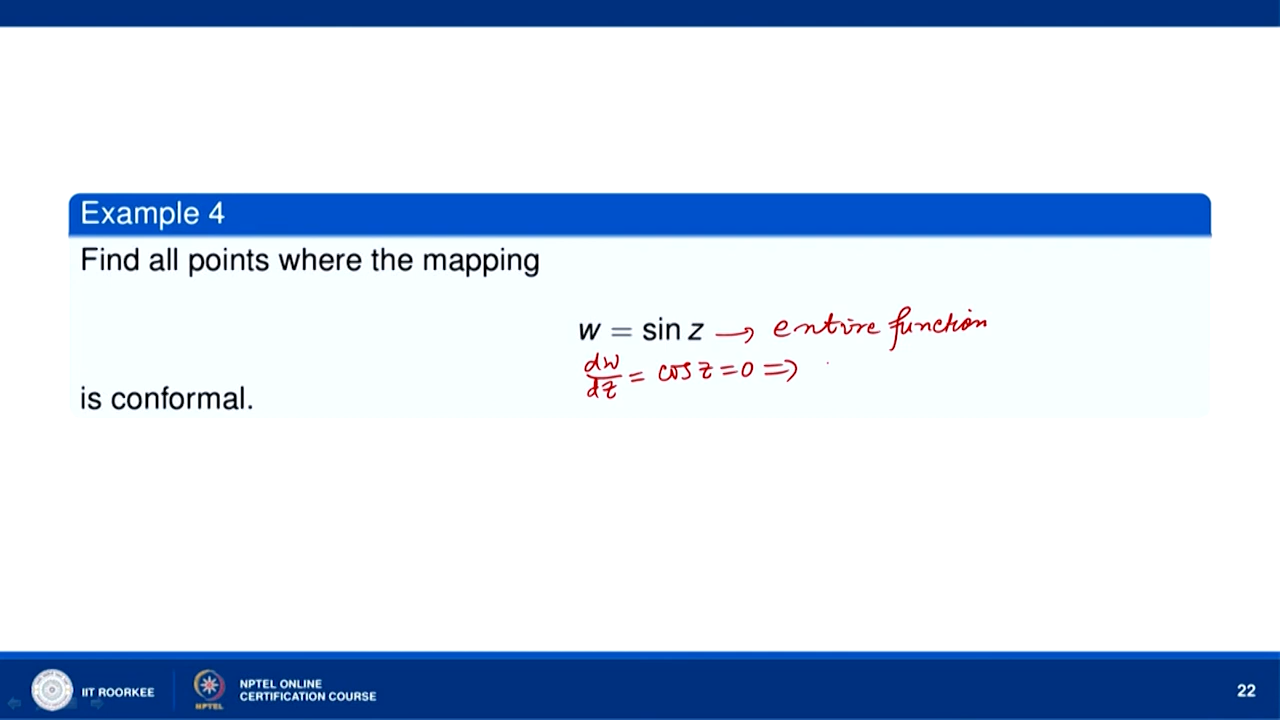 Example 4
Find all points where the mapping
w = sin z → entire function
dw/dz = cos z = 0 ⇒
is conformal.
IIT ROORKEE
NPTEL
NPTEL ONLINE
CERTIFICATION COURSE
22